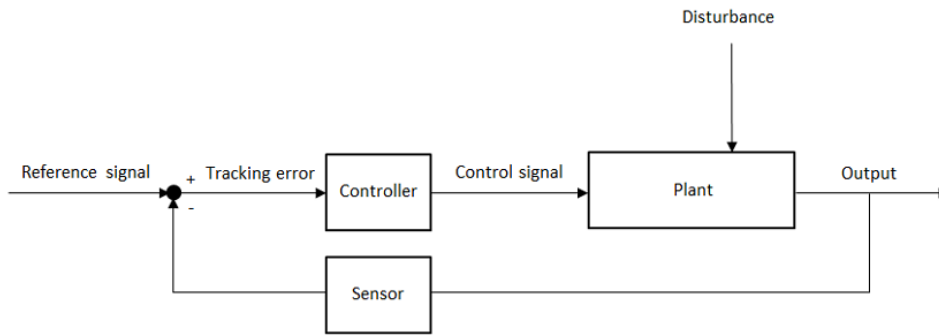 Disturbance
Reference signal
+
Tracking error
Controller
Control signal
Plant
Output
-
Sensor